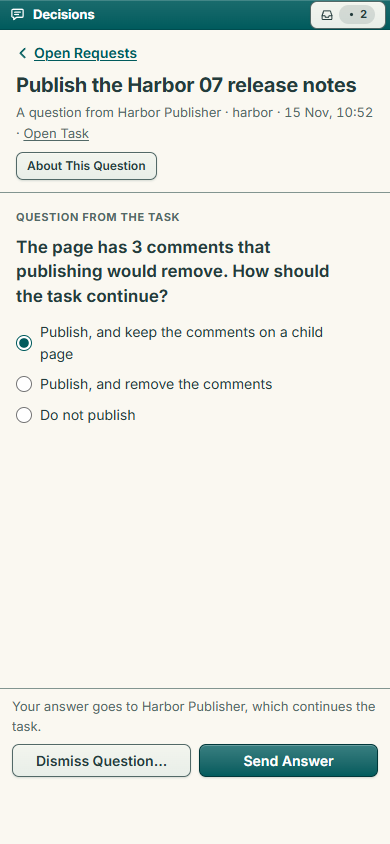 Decisions
• 2
Open Requests
Publish the Harbor 07 release notes
A question from Harbor Publisher · harbor · 15 Nov, 10:52
· Open Task
About This Question
QUESTION FROM THE TASK
The page has 3 comments that
publishing would remove. How should
the task continue?
Publish, and keep the comments on a child
page
Publish, and remove the comments
Do not publish
Your answer goes to Harbor Publisher, which continues the
task.
Dismiss Question...
Send Answer